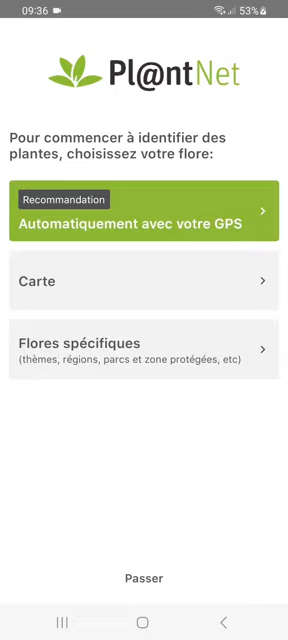 09:36
53%
Pl@ntNet
Pour commencer à identifier des
plantes, choisissez votre flore:
Recommandation
Automatiquement avec votre GPS
Carte
Flores spécifiques
(thèmes, régions, parcs et zone protégées, etc)
Passer